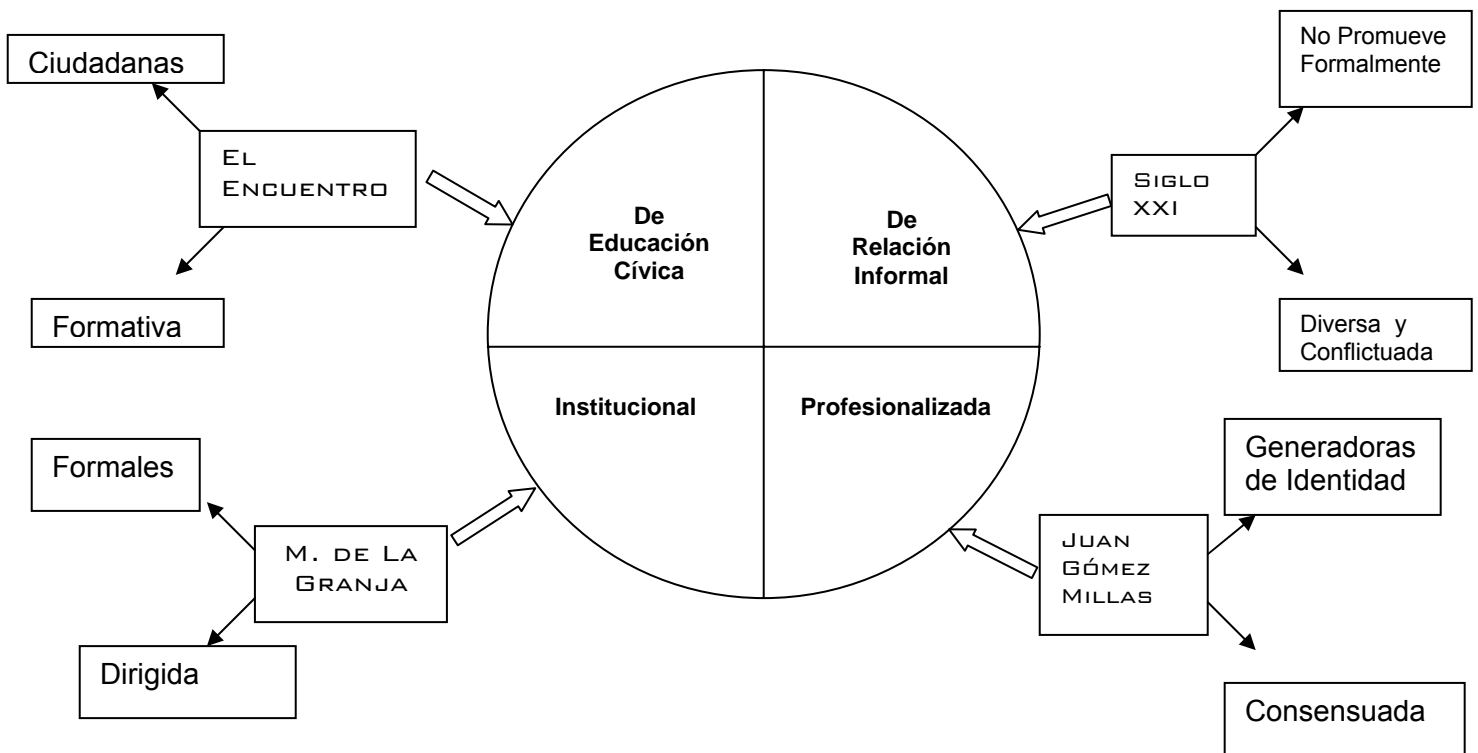 Ciudadanas
EL
ENCUENTRO
Formativa
De
Educación
Cívica
De
Relación
Informal
No Promueve
Formalmente
SIGLO
XXI
Diversa y
Conflictuada
Institucional
Profesionalizada
Formales
M. DE LA
GRANJA
Dirigida
Generadoras
de Identidad
JUAN
GÓMEZ
MILLAS
Consensuada